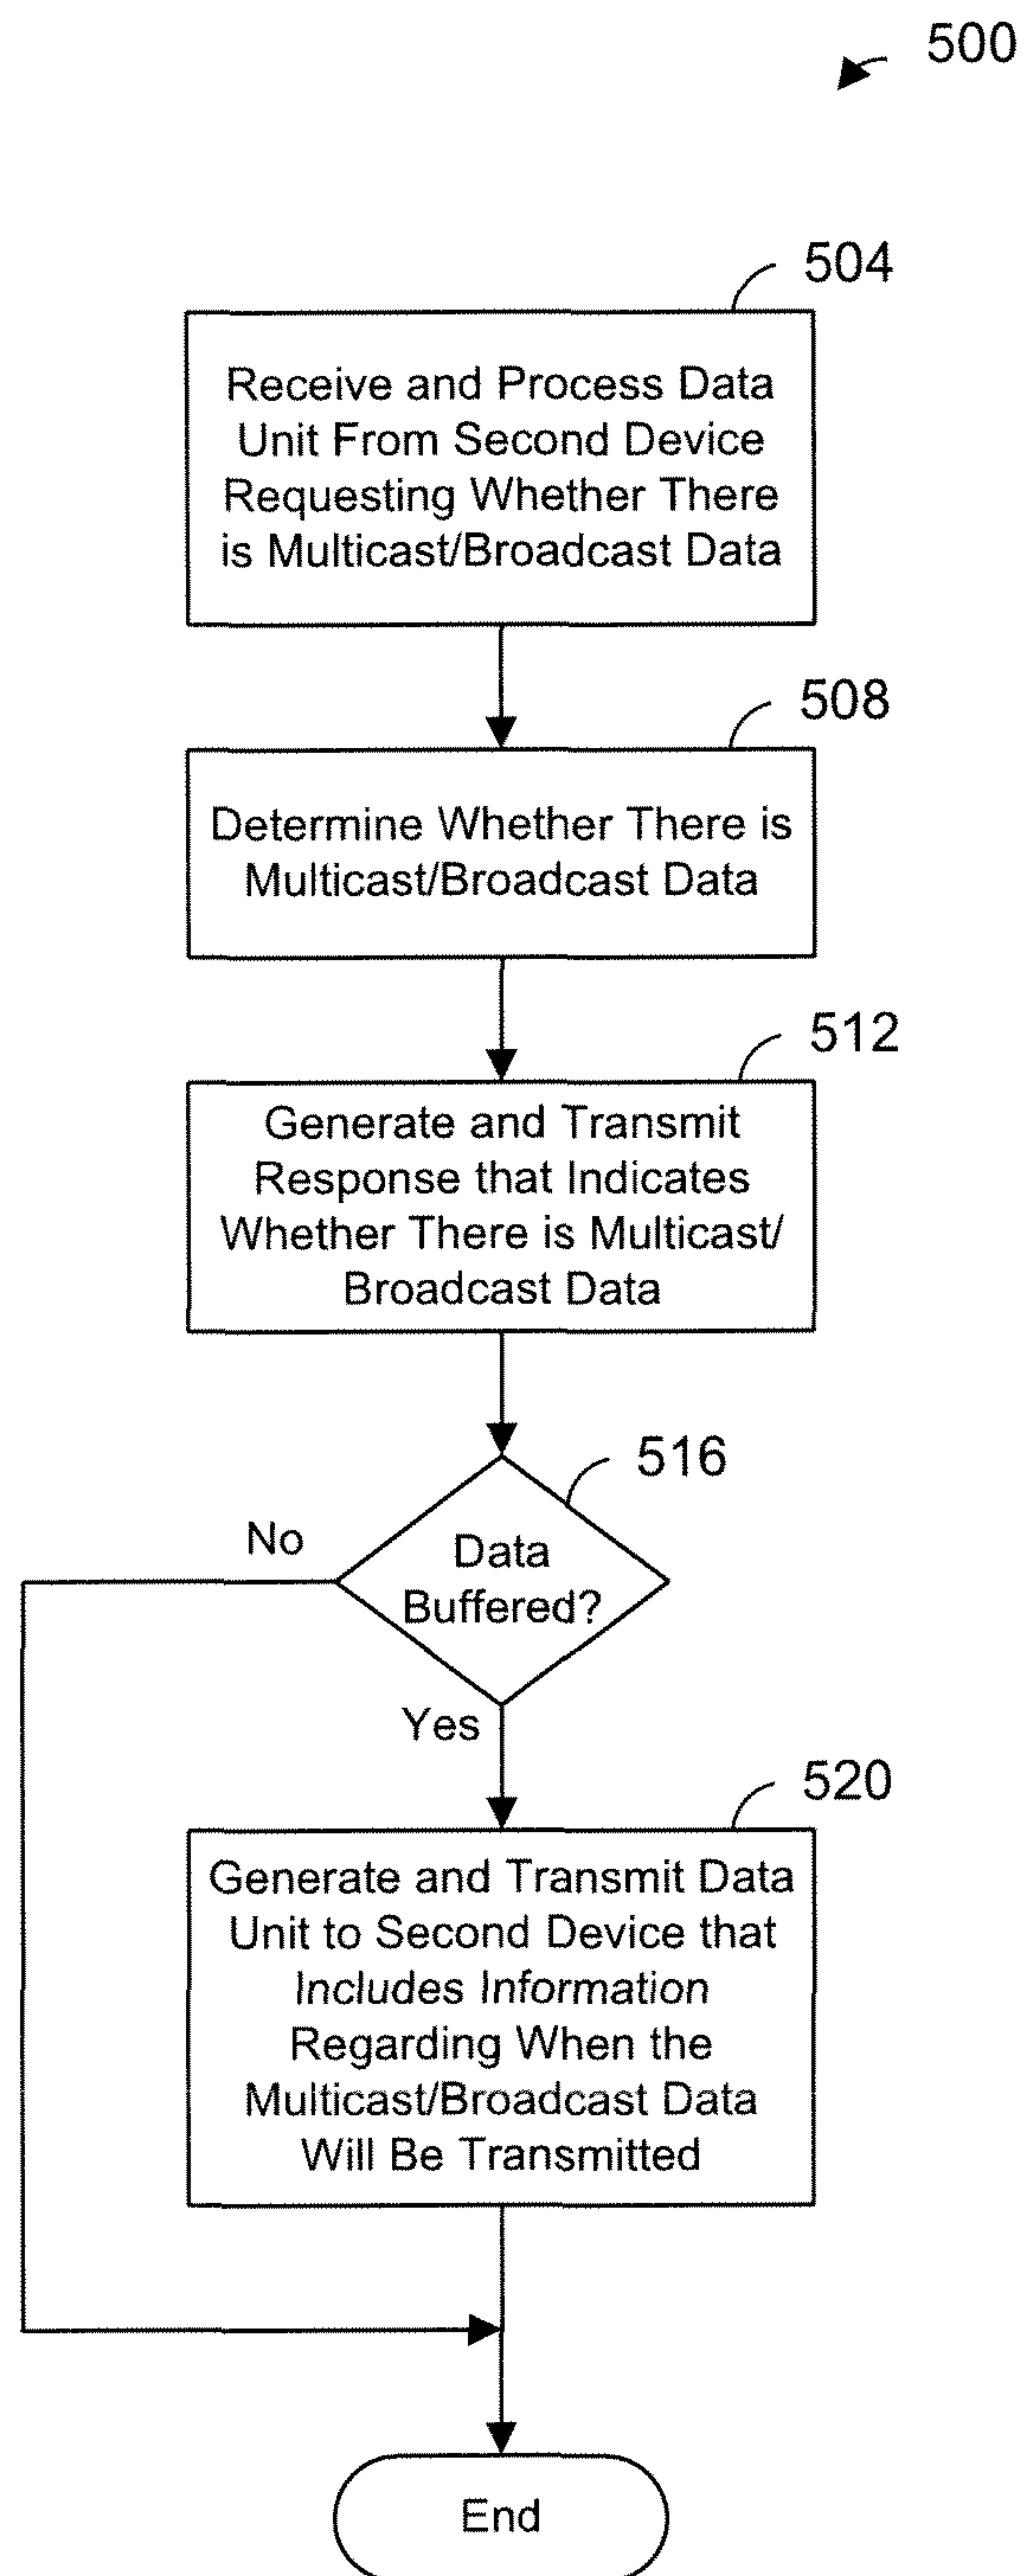 500
504
Receive and Process Data
Unit From Second Device
Requesting Whether There
is Multicast/Broadcast Data
508
Determine Whether There is
Multicast/Broadcast Data
512
Generate and Transmit
Response that Indicates
Whether There is Multicast/
Broadcast Data
516
Data
Buffered?
No
Yes
520
Generate and Transmit Data
Unit to Second Device that
Includes Information
Regarding When the
Multicast/Broadcast Data
Will Be Transmitted
End